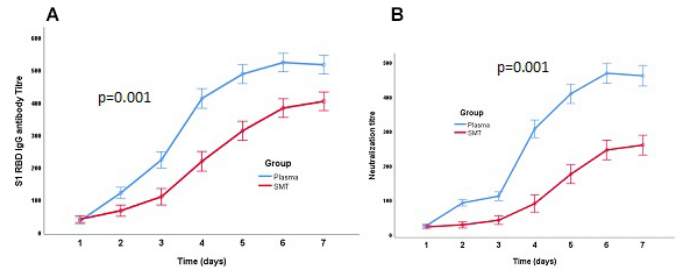 A
S1 RBD IgG antibody Titre
600
500
400
300
200
100
000
p=0.001
Group
Plasma
SMT
1 2 3 4 5 6 7
Time (days)
B
Neutralization titre
500
400
300
200
100
0
p=0.001
Group
Plasma
SMT
1 2 3 4 5 6 7
Time (days)